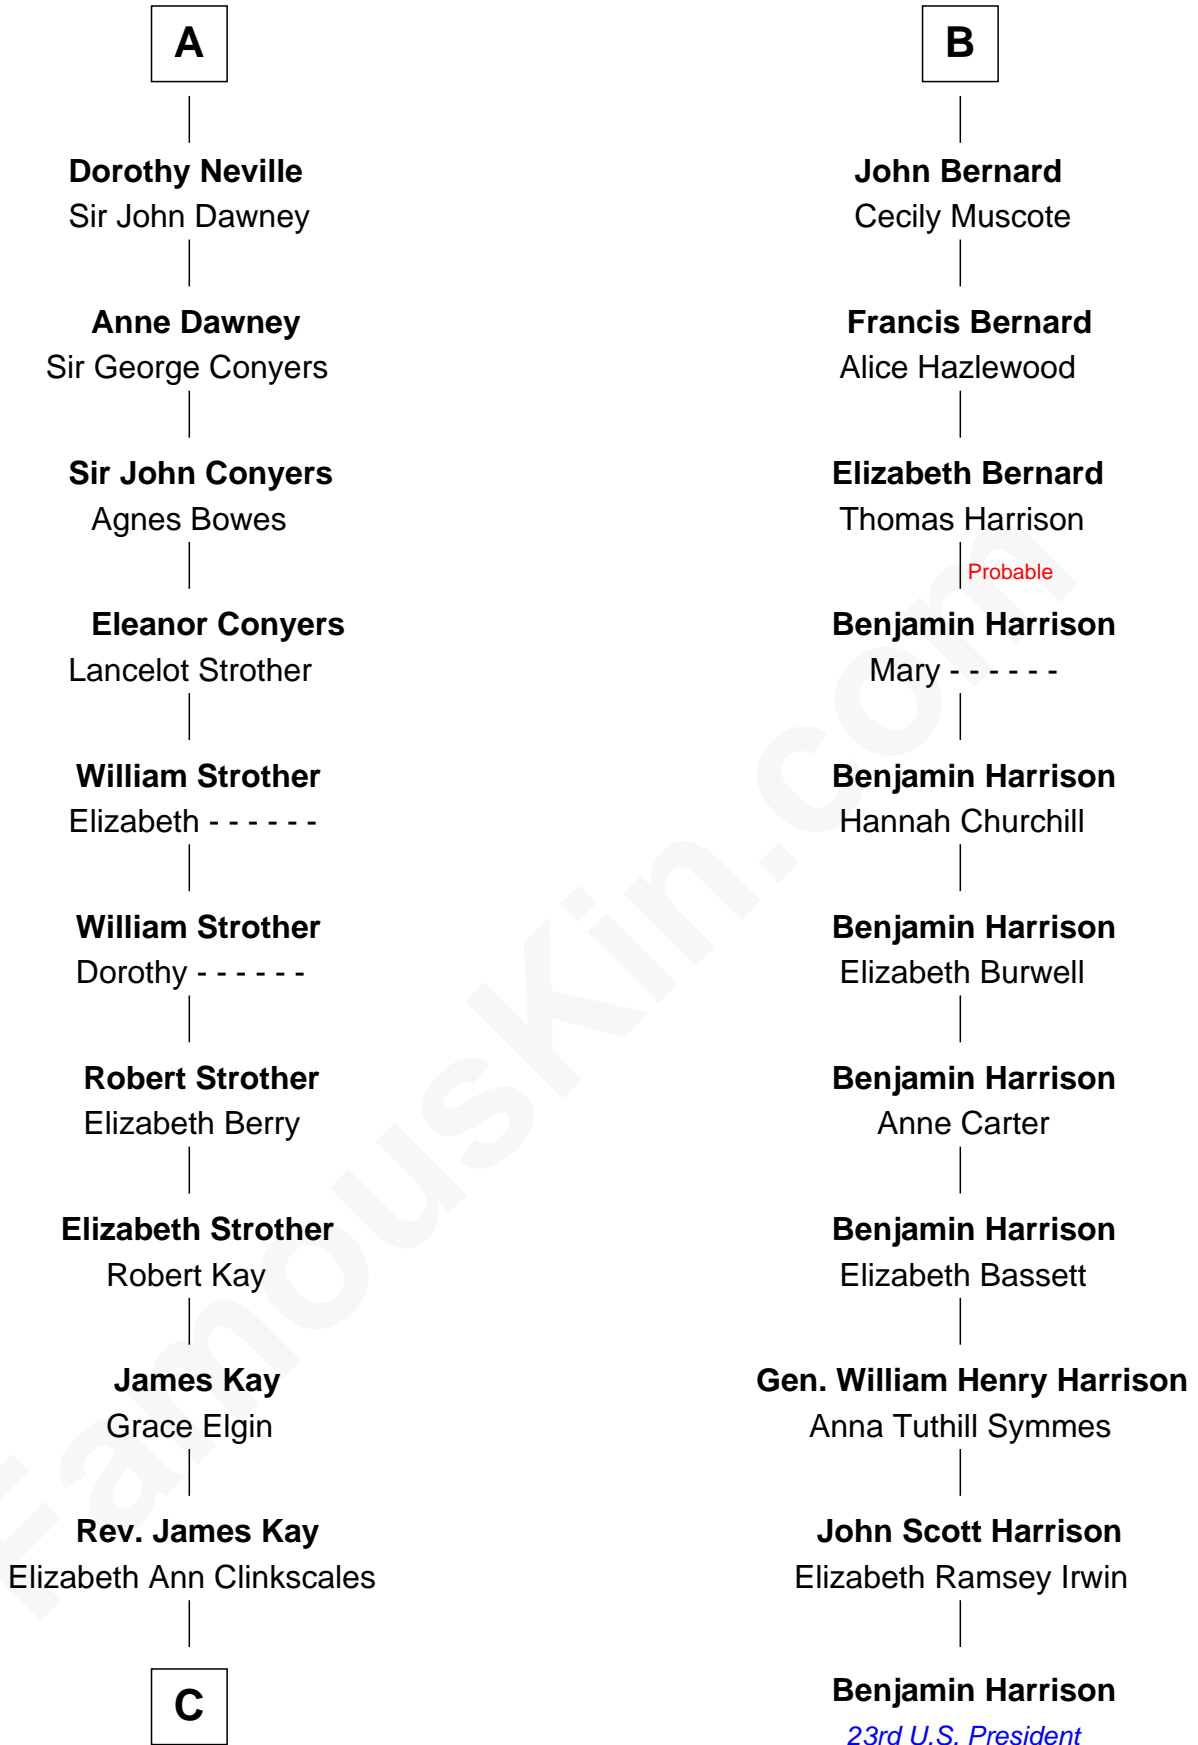 A
Dorothy Neville
Sir John Dawney
Anne Dawney
Sir George Conyers
Sir John Conyers
Agnes Bowes
Eleanor Conyers
Lancelot Strother
William Strother
Elizabeth - - - - - -
William Strother
Dorothy - - - - - -
Robert Strother
Elizabeth Berry
Elizabeth Strother
Robert Kay
James Kay
Grace Elgin
Rev. James Kay
Elizabeth Ann Clinkscales
C
B
John Bernard
Cecily Muscote
Francis Bernard
Alice Hazlewood
Elizabeth Bernard
Thomas Harrison
Probable
Benjamin Harrison
Mary - - - - - -
Benjamin Harrison
Hannah Churchill
Benjamin Harrison
Elizabeth Burwell
Benjamin Harrison
Anne Carter
Benjamin Harrison
Elizabeth Bassett
Gen. William Henry Harrison
Anna Tuthill Symmes
John Scott Harrison
Elizabeth Ramsey Irwin
Benjamin Harrison
23rd U.S. President
FamousKin.com